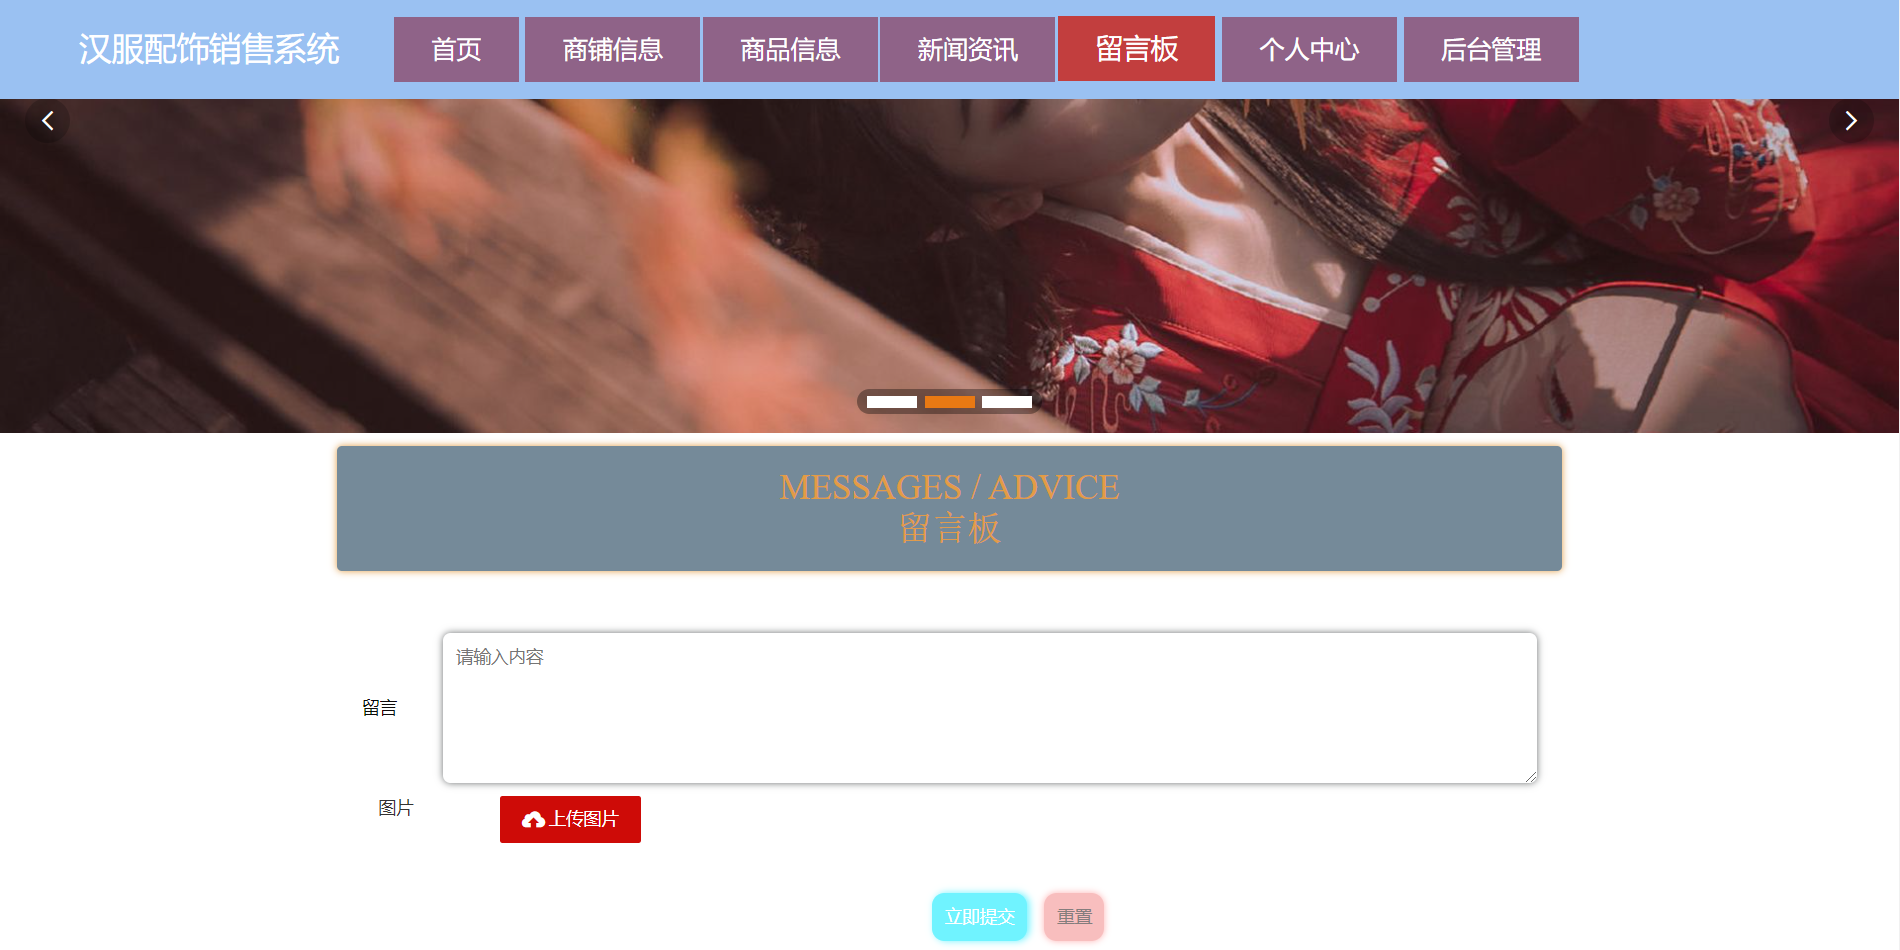 汉服配饰销售系统
首页
商铺信息
商品信息
新闻资讯
留言板
个人中心
后台管理
MESSAGES / ADVICE
留言板
请输入内容
留言
图片
上传图片
立即提交
重置